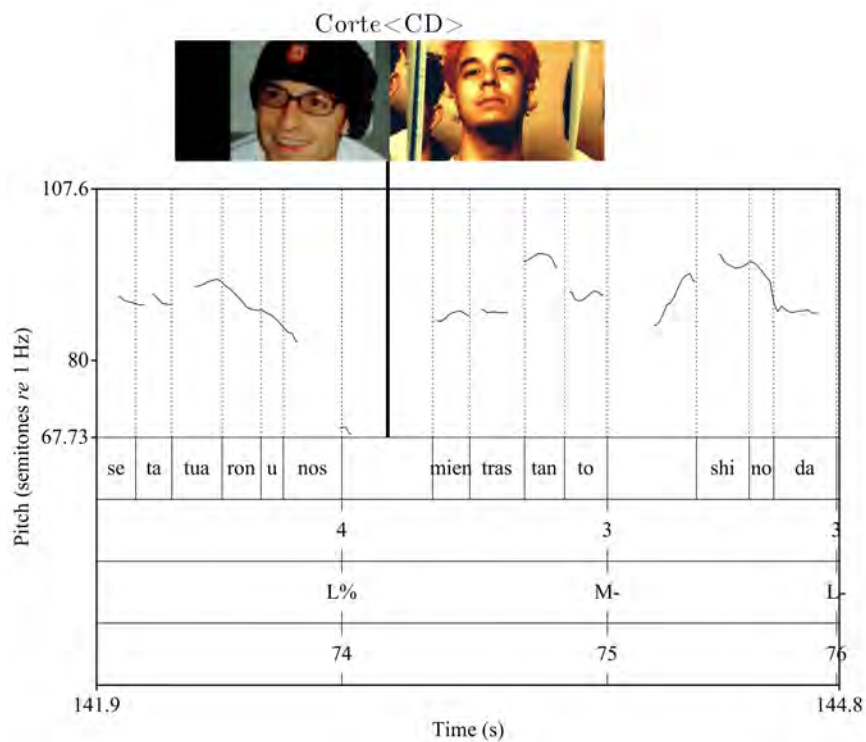 Corte<CD>
107.6
80
67.73
Pitch (semitones re 1 Hz)
se ta tua ron u nos mien tras tan to shi no da
4 3 3
L% M- L-
74 75 76
141.9 144.8
Time (s)